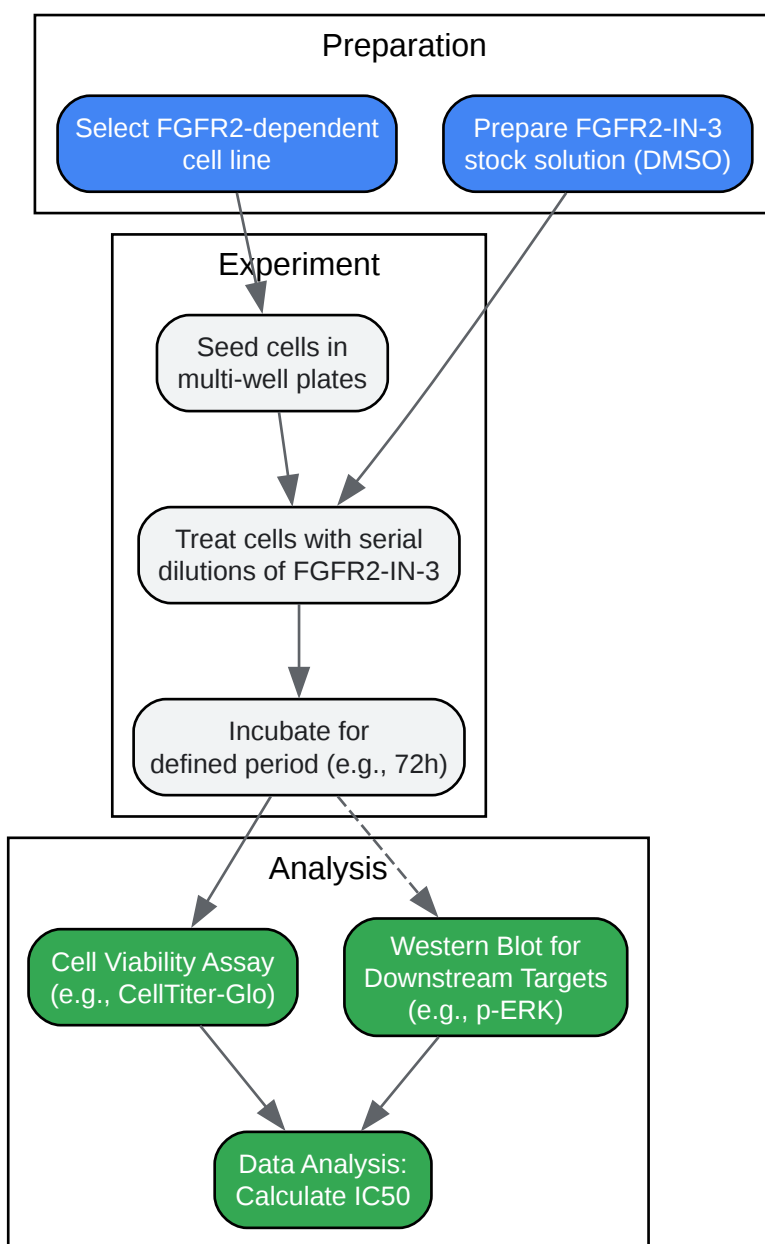 Preparation
Select FGFR2-dependent
cell line
Prepare FGFR2-IN-3
stock solution (DMSO)
Experiment
Seed cells in
multi-well plates
Treat cells with serial
dilutions of FGFR2-IN-3
Incubate for
defined period (e.g., 72h)
Analysis
Cell Viability Assay
(e.g., CellTiter-Glo)
Western Blot for
Downstream Targets
(e.g., p-ERK)
Data Analysis:
Calculate IC50